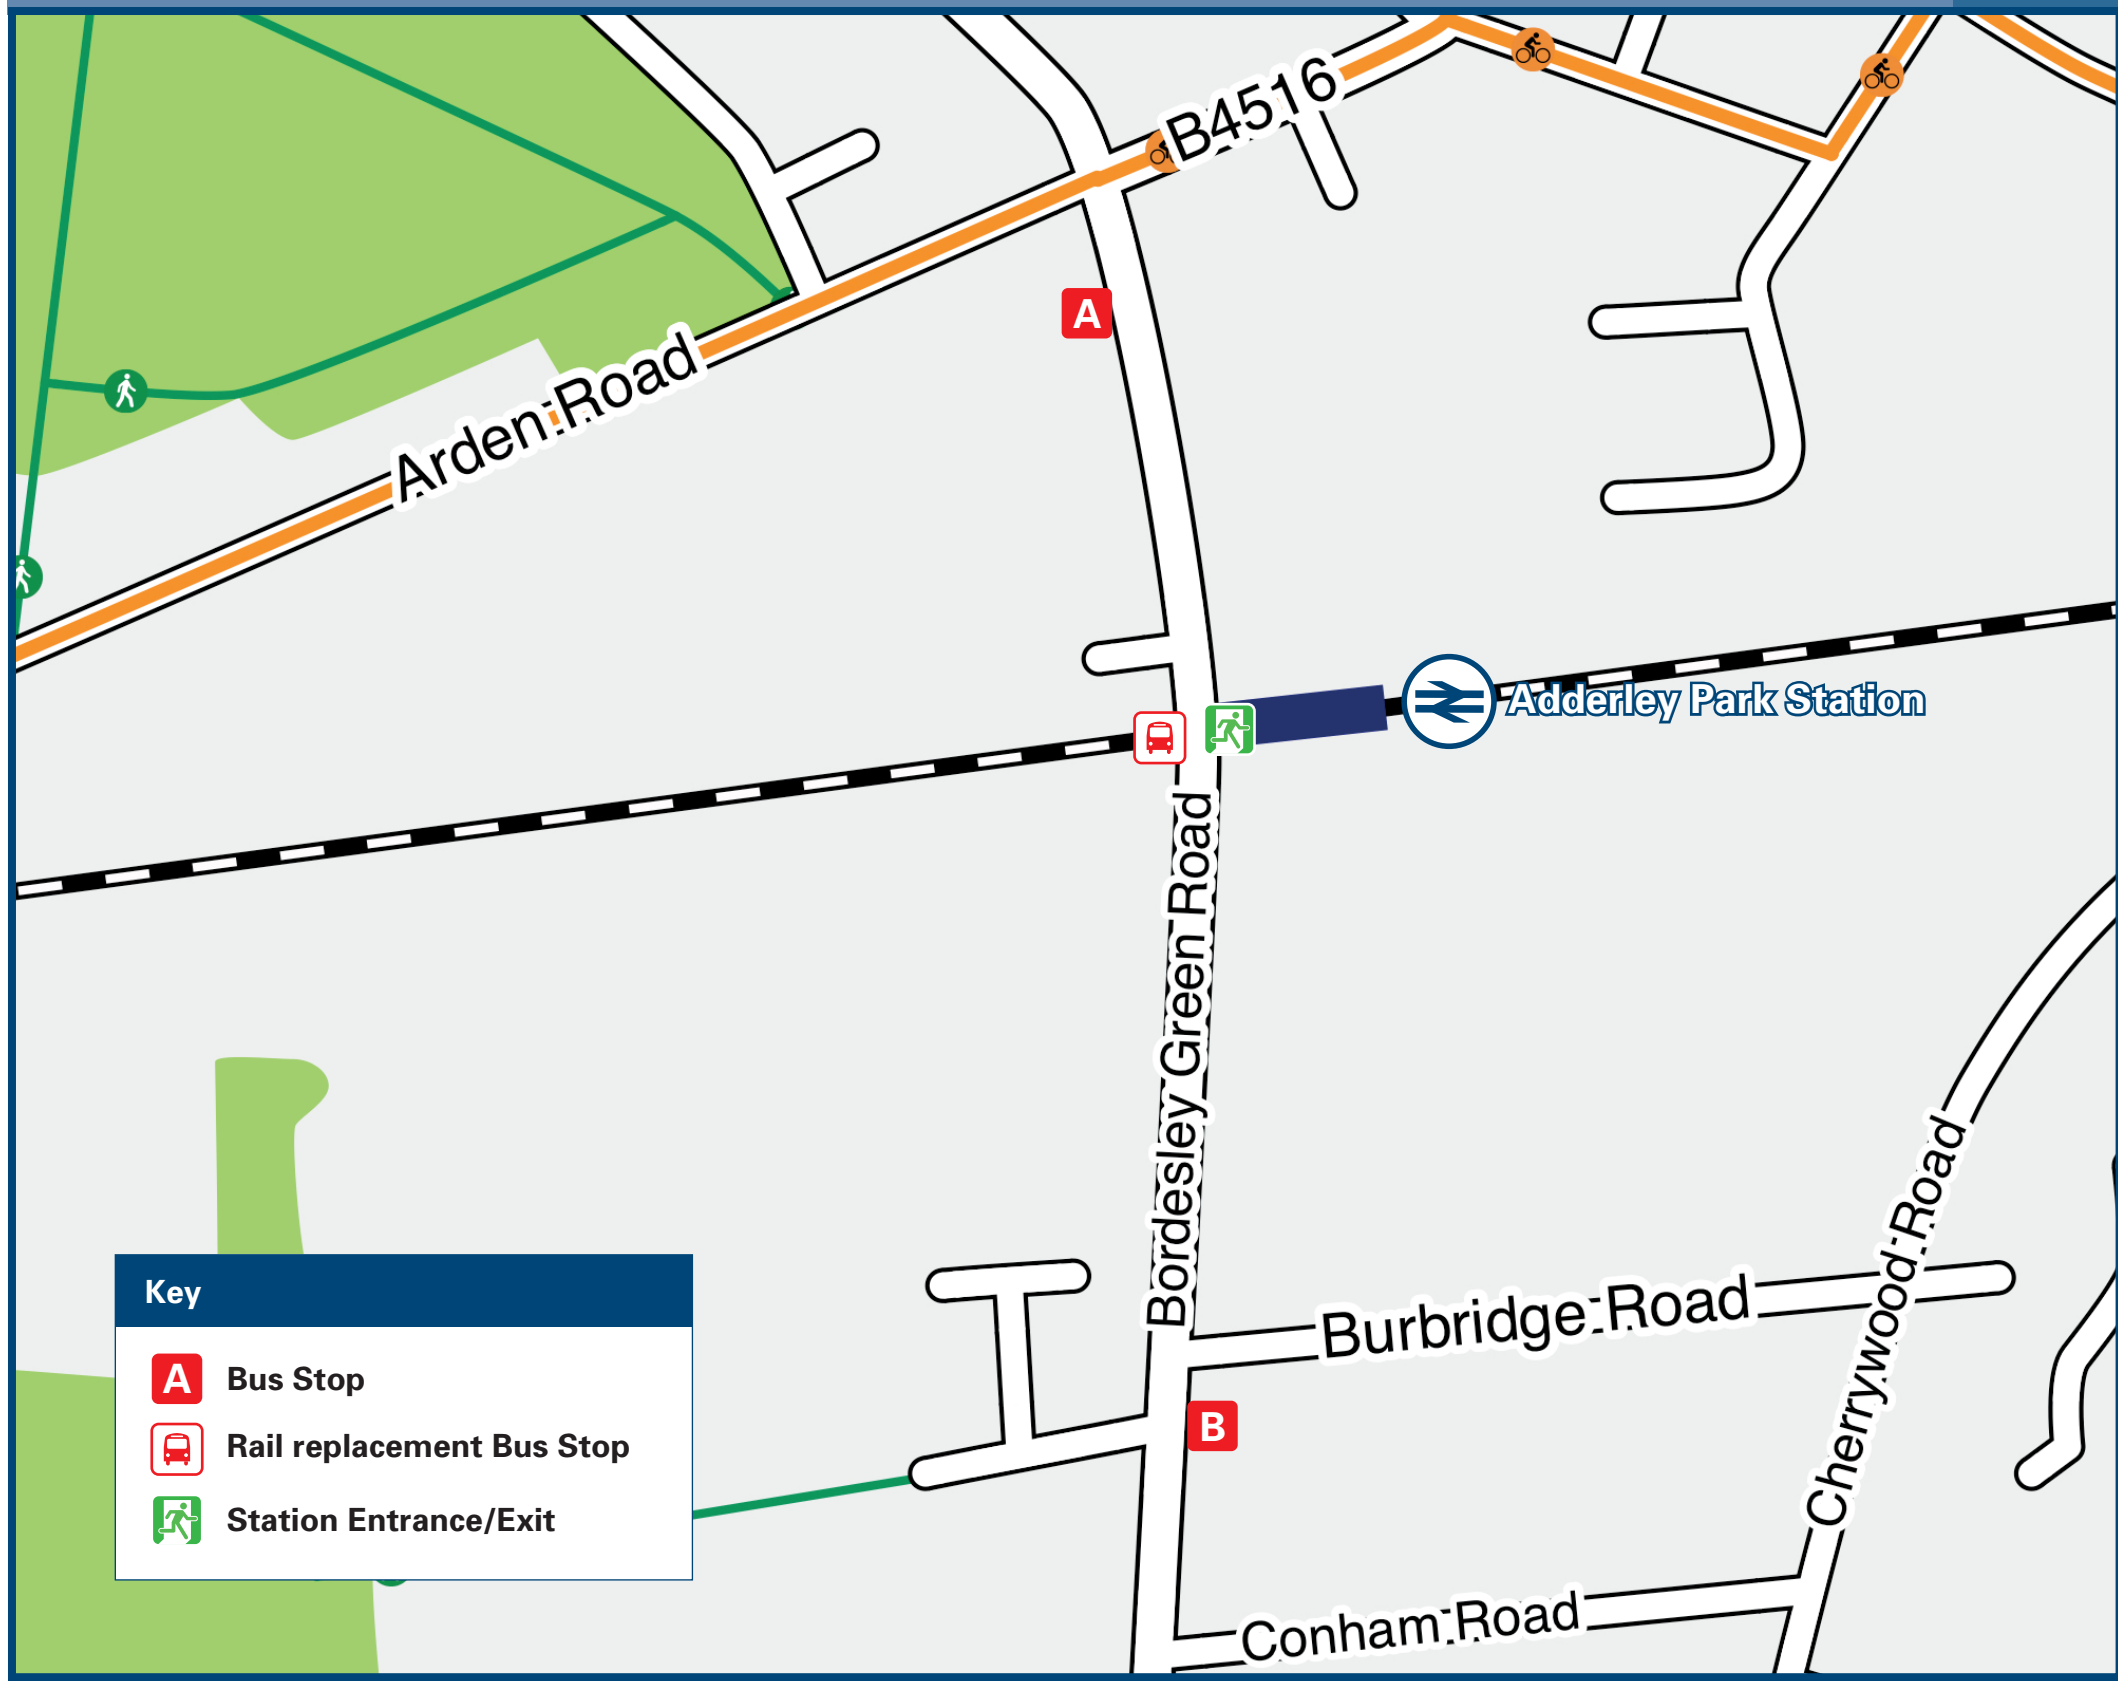 B4516
A
Arden Road
Adderley Park Station
Bordesley Green Road
Cherrywood Road
Burbridge Road
B
Conham Road
Key
A Bus Stop
Rail replacement Bus Stop
Station Entrance/Exit